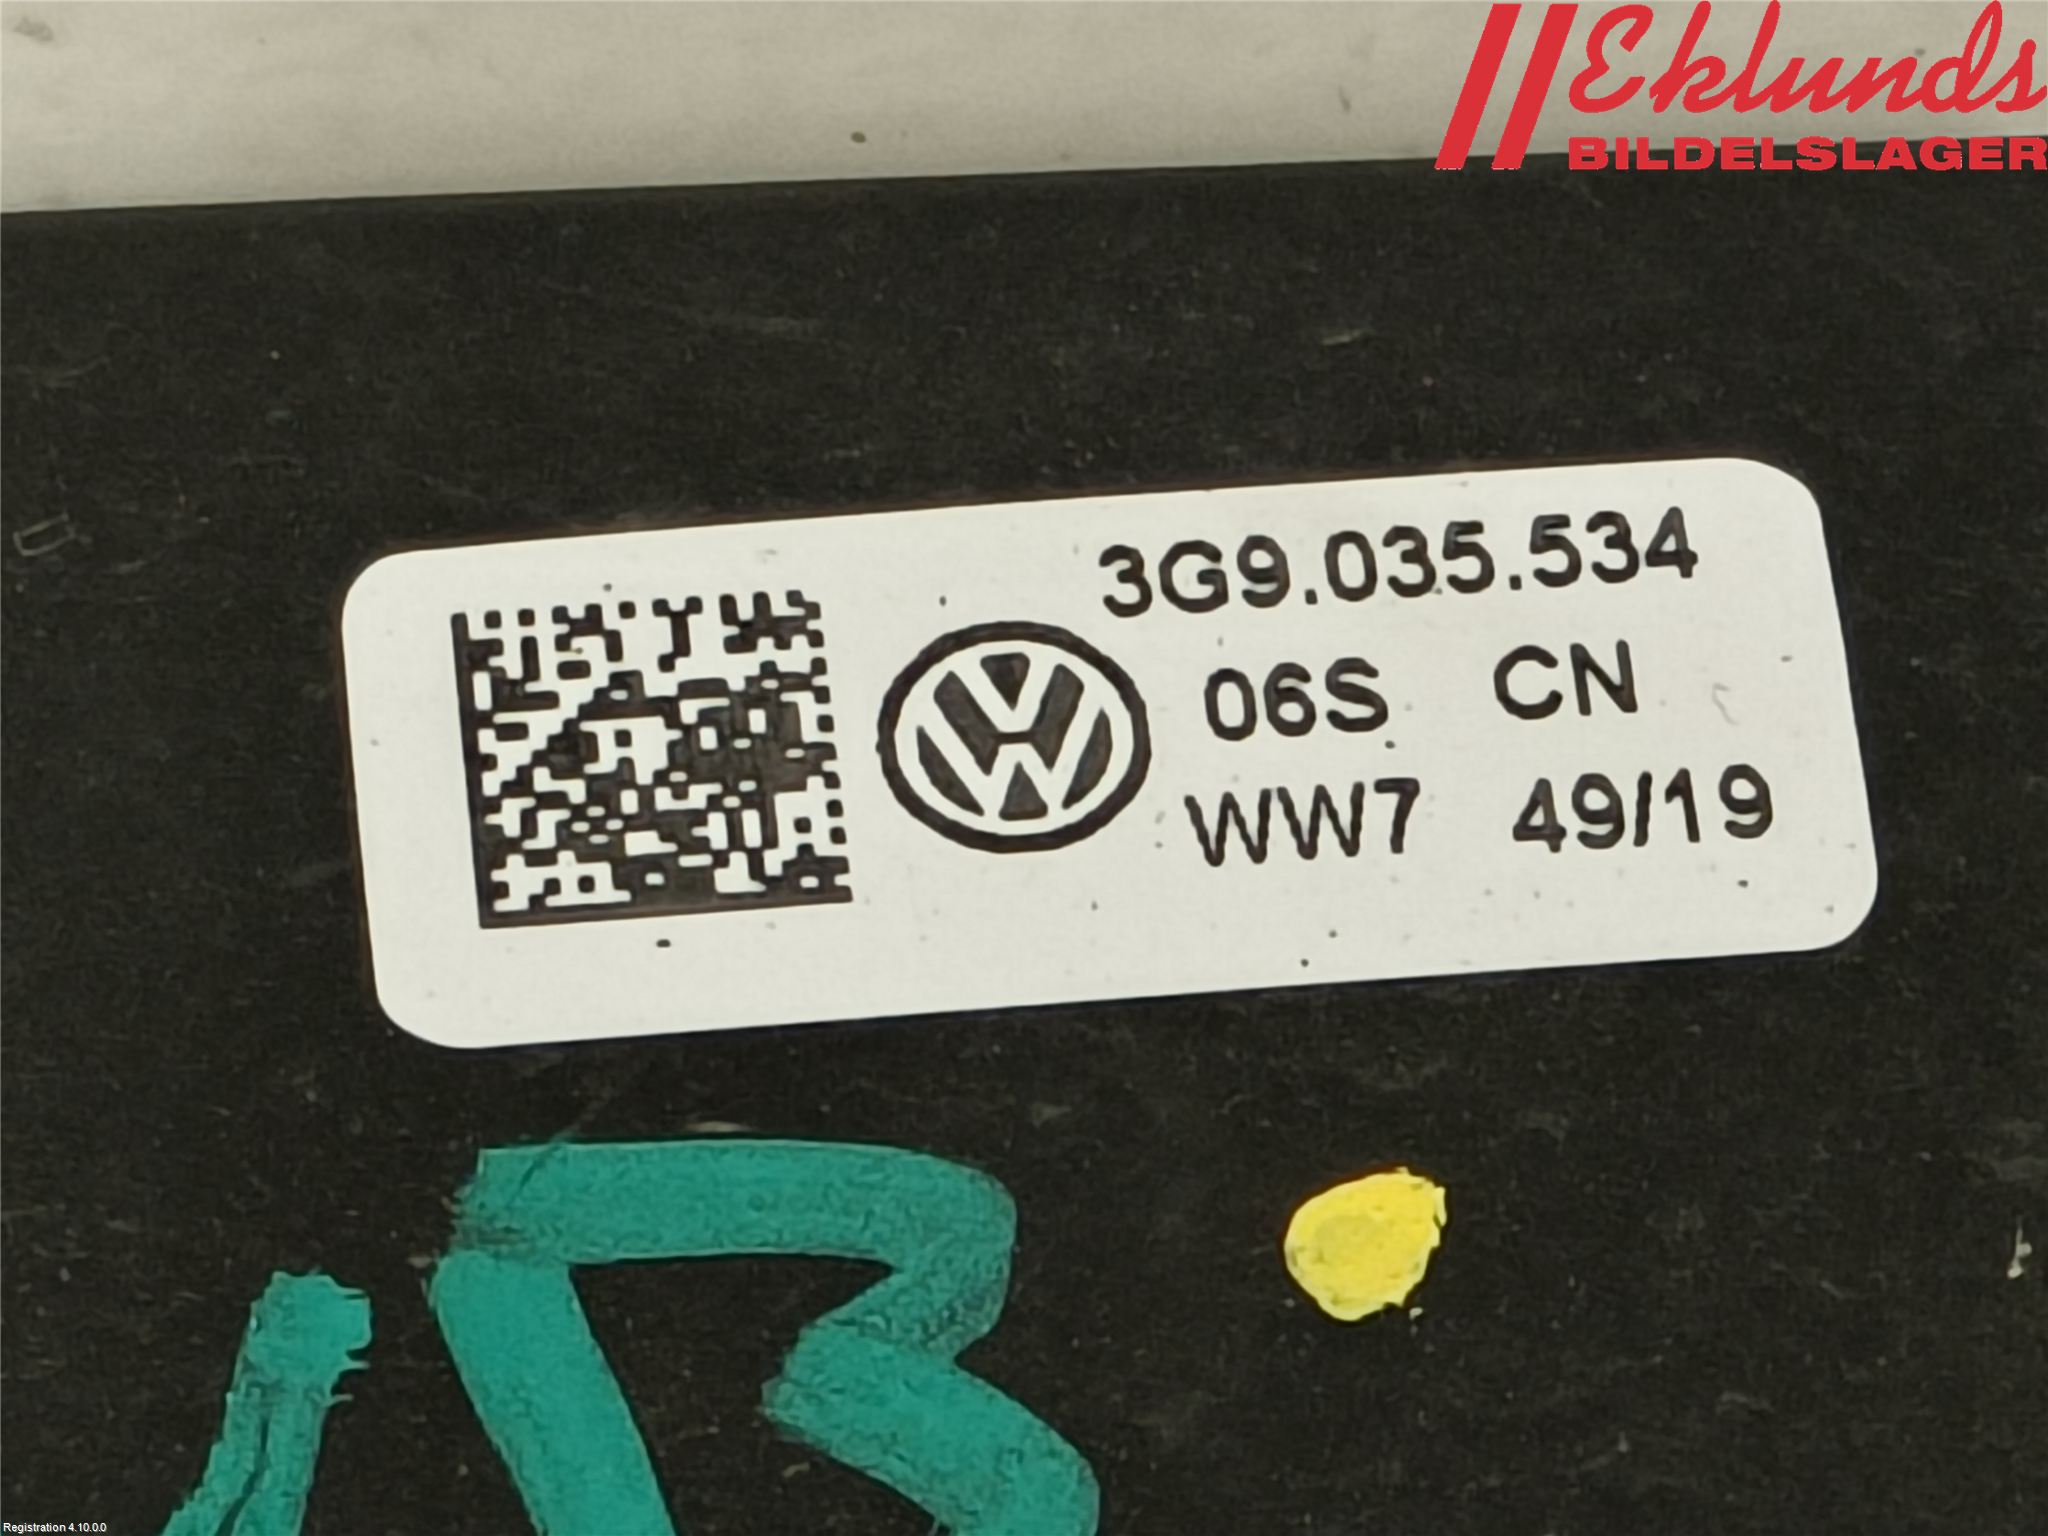 Eklunds
BILDELSLAGER
3G9.035.534
06S CN
WW7 49/19
Registration 4.10.0.0